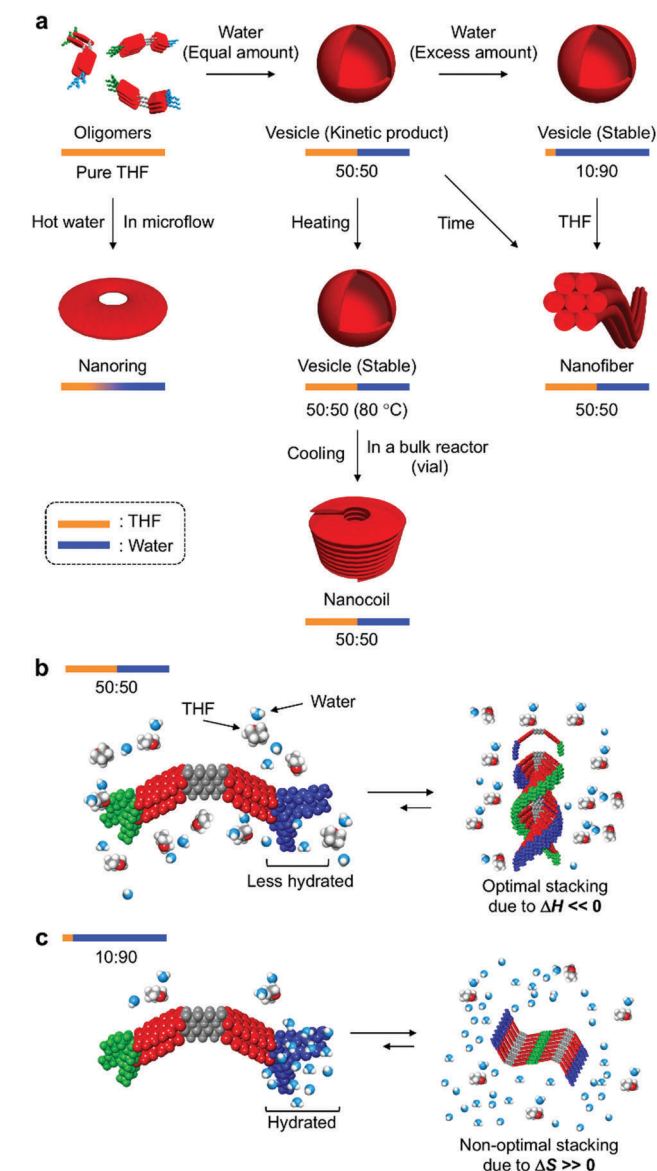 a
Water
(Equal amount)
Water
(Excess amount)
Oligomers
Vesicle (Kinetic product)
Vesicle (Stable)
Pure THF
50:50
10:90
Hot water
In microflow
Heating
Time
THF
Nanoring
Vesicle (Stable)
Nanofiber
50:50 (80 °C)
50:50
Cooling
In a bulk reactor
(vial)
: THF
: Water
Nanocoil
50:50
b
50:50
THF
Water
Less hydrated
Optimal stacking
due to ΔH << 0
c
10:90
Hydrated
Non-optimal stacking
due to ΔS >> 0